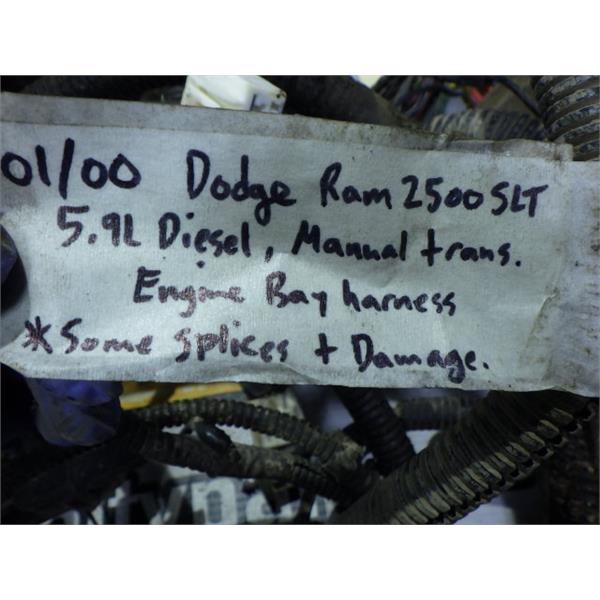 01/00 Dodge Ram 2500 SLT
5.9L Diesel, Manual trans.
Engine Bay harness
*Some splices + Damage.